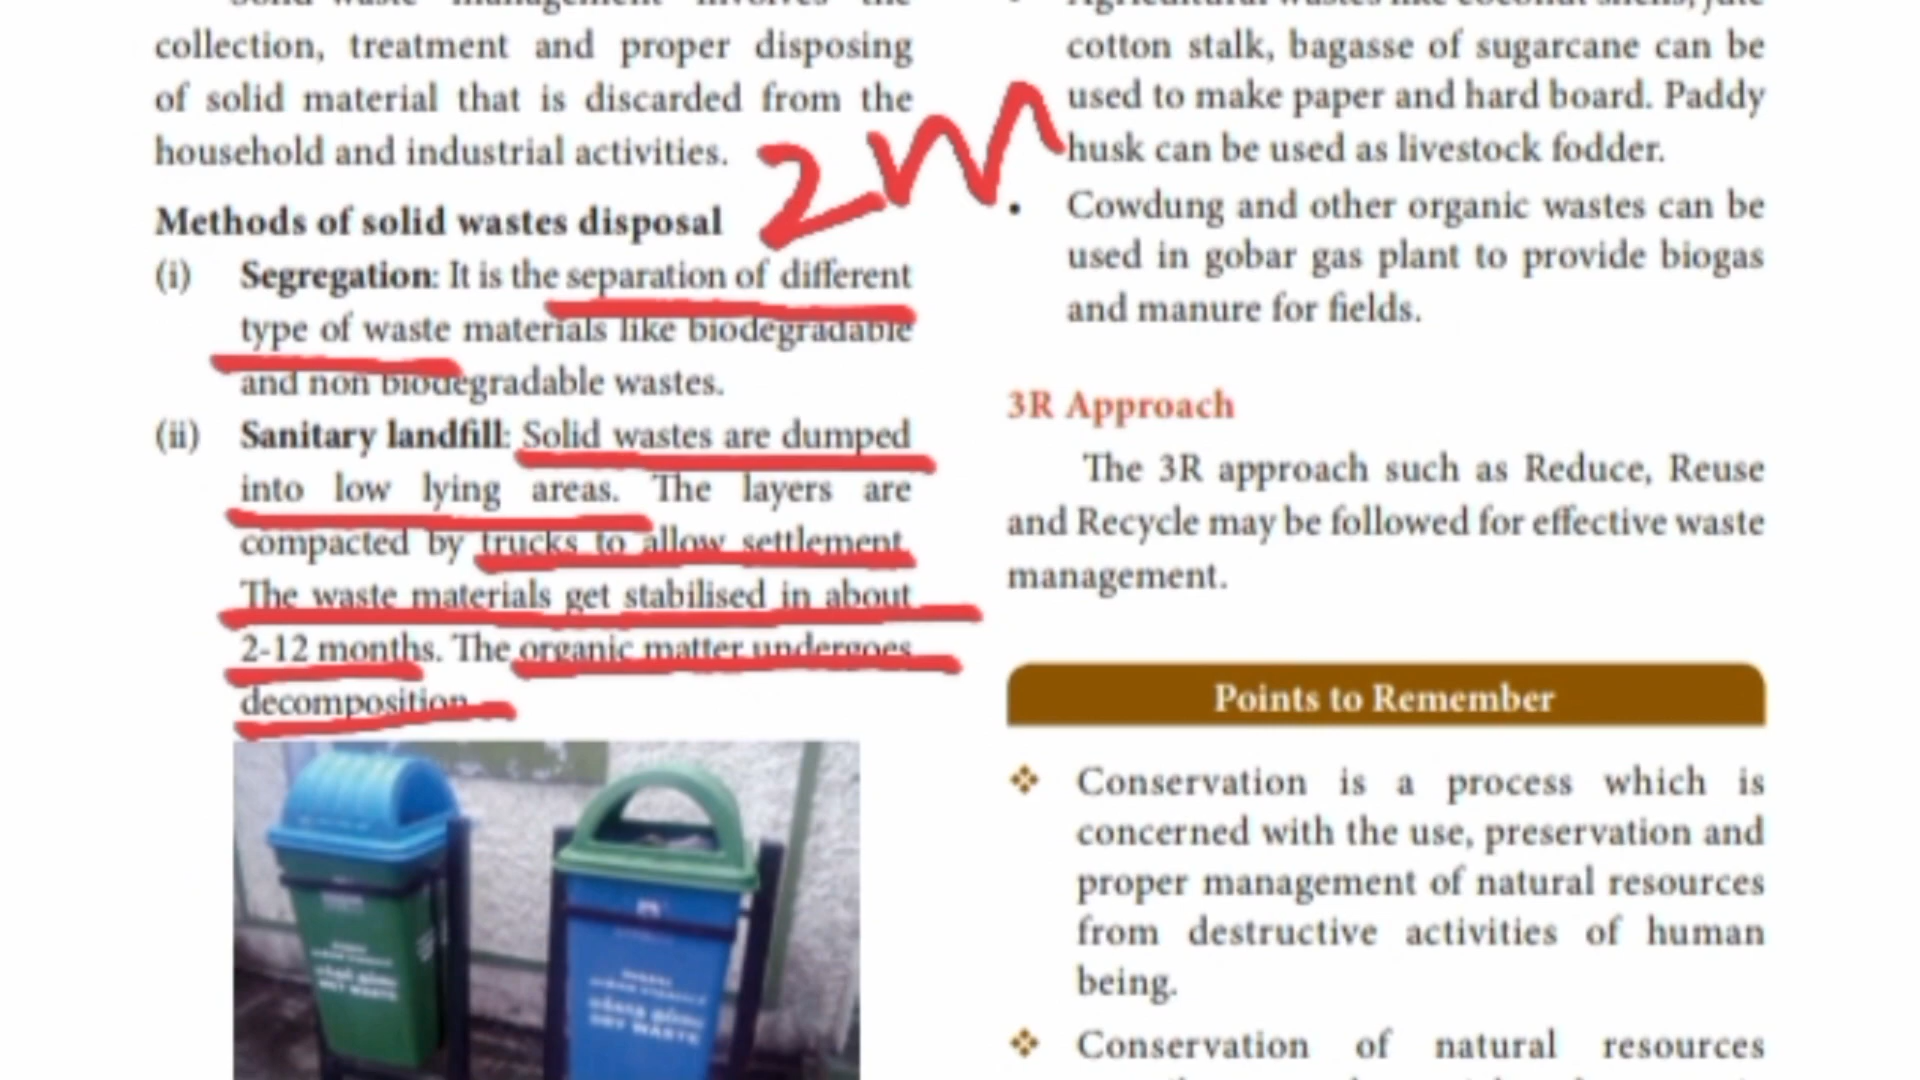 collection, treatment and proper disposing
of solid material that is discarded from the
household and industrial activities.
2M
Methods of solid wastes disposal
(i) Segregation: It is the separation of different
type of waste materials like biodegradable
and non biodegradable wastes.
(ii) Sanitary landfill: Solid wastes are dumped
into low lying areas. The layers are
compacted by trucks to allow settlement.
The waste materials get stabilised in about
2-12 months. The organic matter undergoes
decomposition.
WET WASTE
DRY WASTE
cotton stalk, bagasse of sugarcane can be
used to make paper and hard board. Paddy
husk can be used as livestock fodder.
• Cowdung and other organic wastes can be
used in gobar gas plant to provide biogas
and manure for fields.
3R Approach
The 3R approach such as Reduce, Reuse
and Recycle may be followed for effective waste
management.
Points to Remember
❖ Conservation is a process which is
concerned with the use, preservation and
proper management of natural resources
from destructive activities of human
being.
❖ Conservation of natural resources